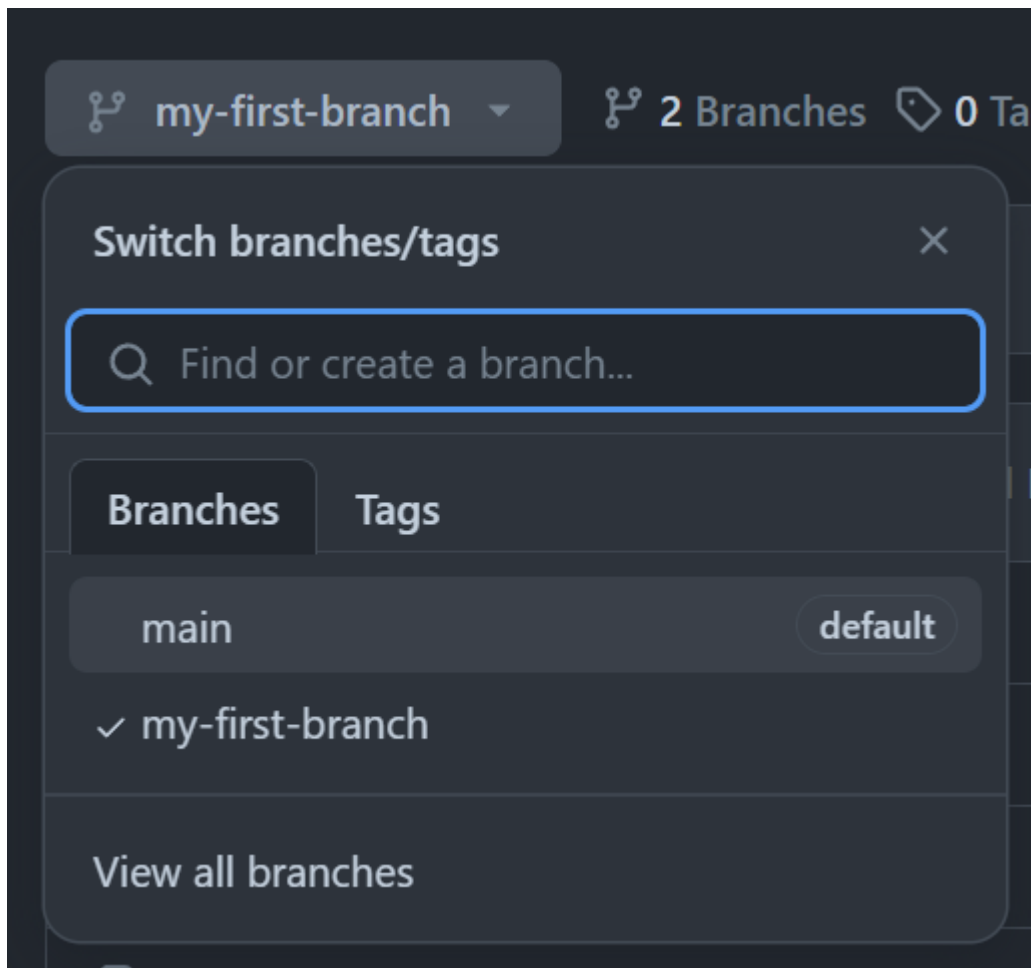 my-first-branch 2 Branches 0 Ta
Switch branches/tags
Find or create a branch...
Branches Tags
main default
my-first-branch
View all branches